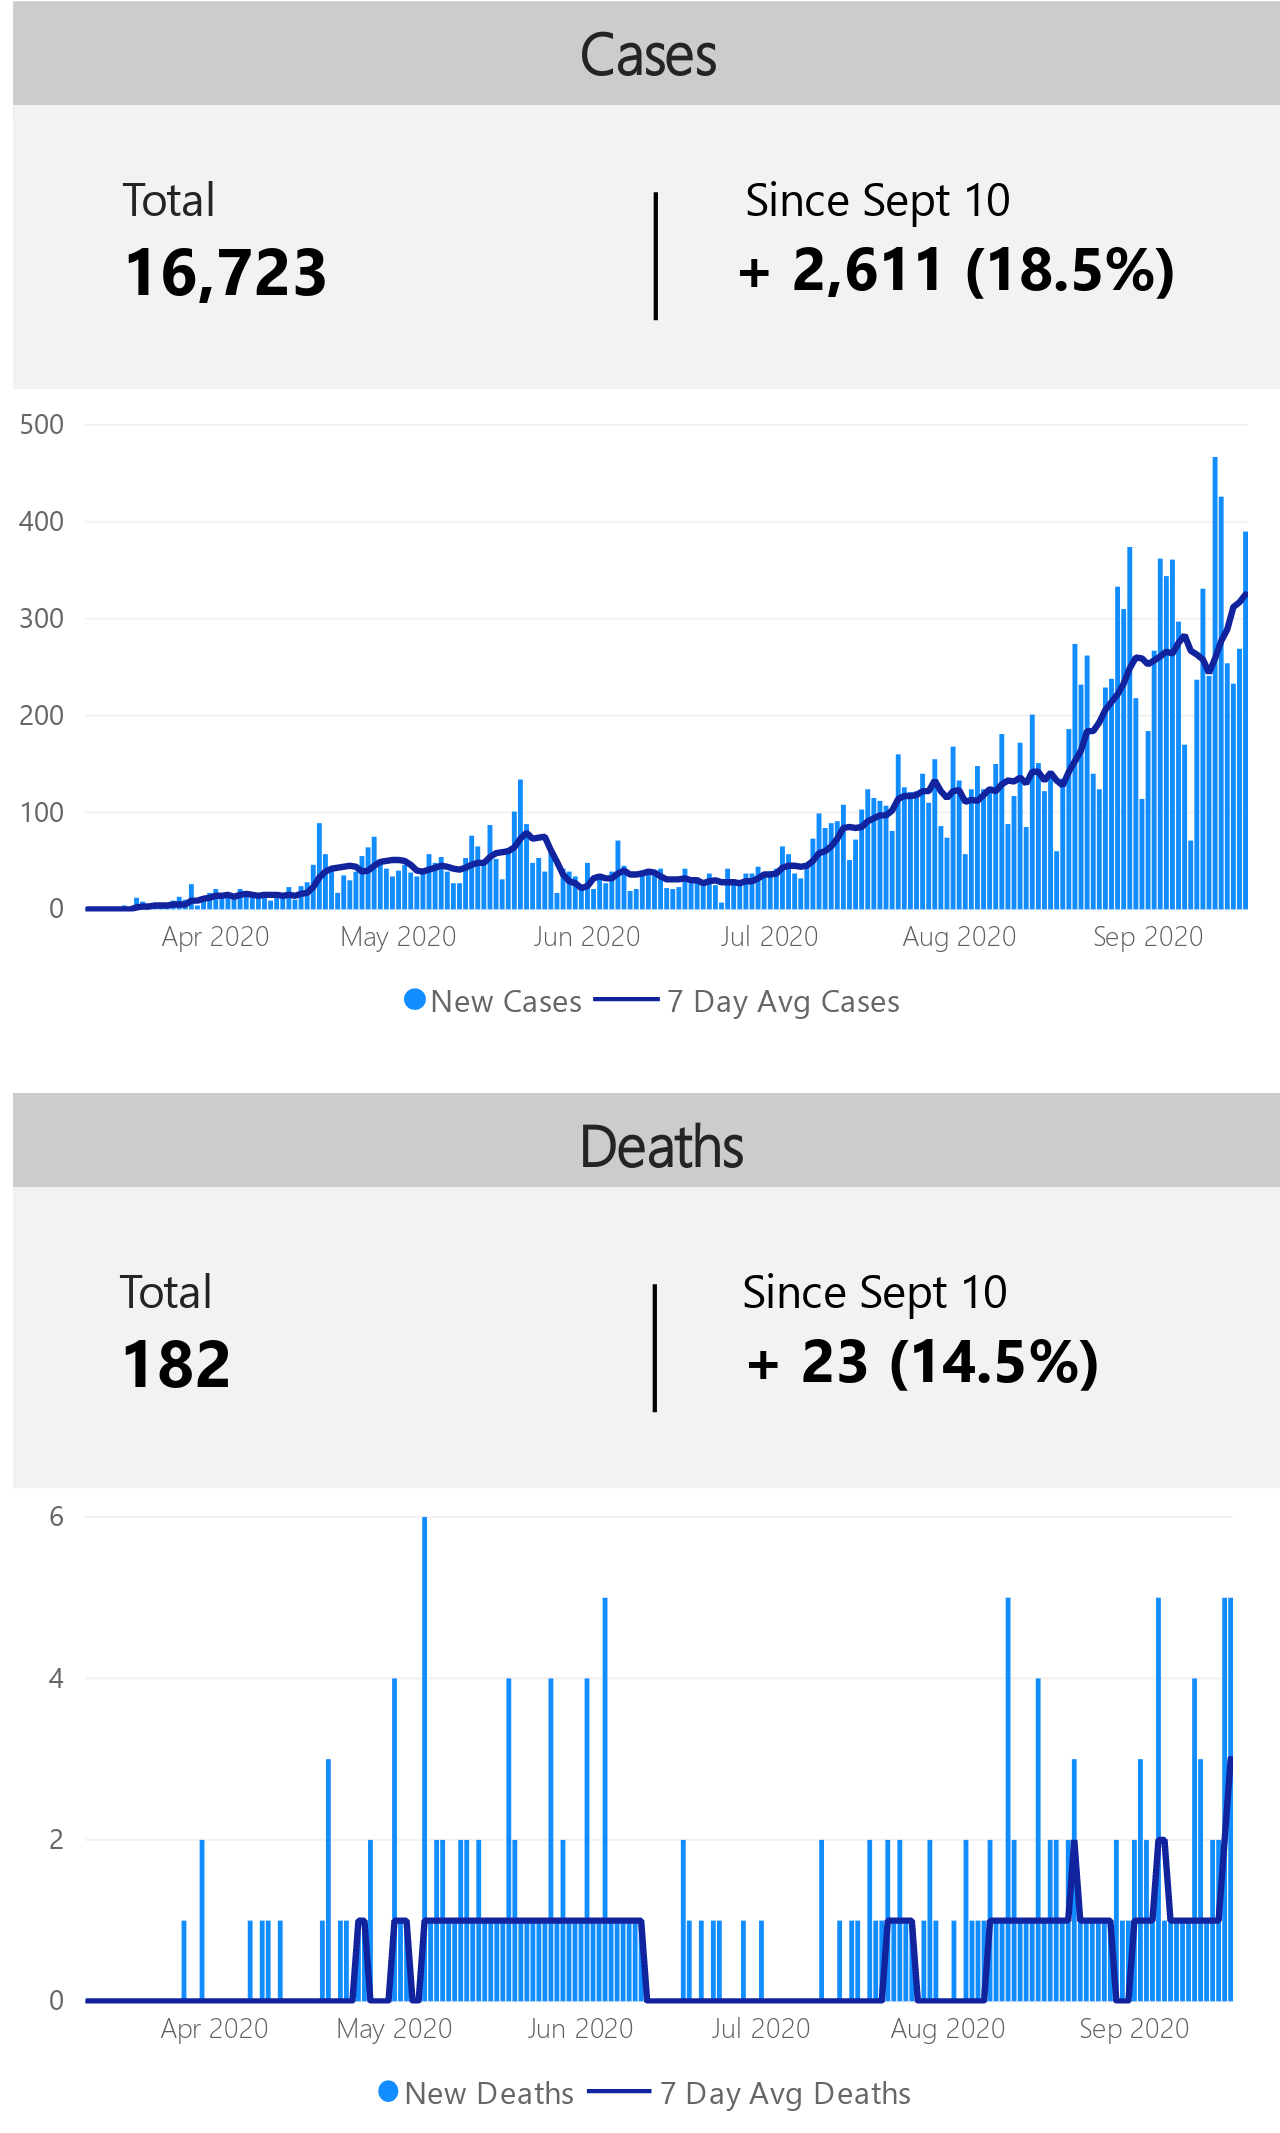 Cases
Total
Since Sept 10
16,723
+ 2,611 (18.5%)
500
400
300
200
100
0
Apr 2020
May 2020
Jun 2020
Jul 2020
Aug 2020
Sep 2020
New Cases
7 Day Avg Cases
Deaths
Total
Since Sept 10
182
+ 23 (14.5%)
6
4
2
0
Apr 2020
May 2020
Jun 2020
Jul 2020
Aug 2020
Sep 2020
New Deaths
7 Day Avg Deaths